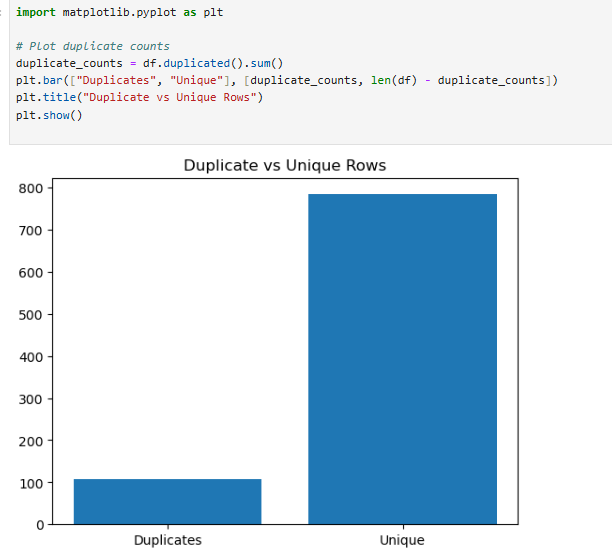 import matplotlib.pyplot as plt
# Plot duplicate counts
duplicate_counts = df.duplicated().sum()
plt.bar(["Duplicates", "Unique"], [duplicate_counts, len(df) - duplicate_counts])
plt.title("Duplicate vs Unique Rows")
plt.show()
Duplicate vs Unique Rows
800
700
600
500
400
300
200
100
0
Duplicates Unique